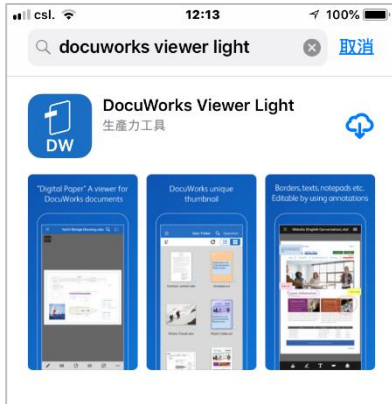 csl. 12:13 100%
docuworks viewer light 取消
DocuWorks Viewer Light
生產力工具
DW
"Digital Paper" A viewer for
DocuWorks documents
DocuWorks unique
thumbnail
Borders, texts, notepads etc.
Editable by using annotations